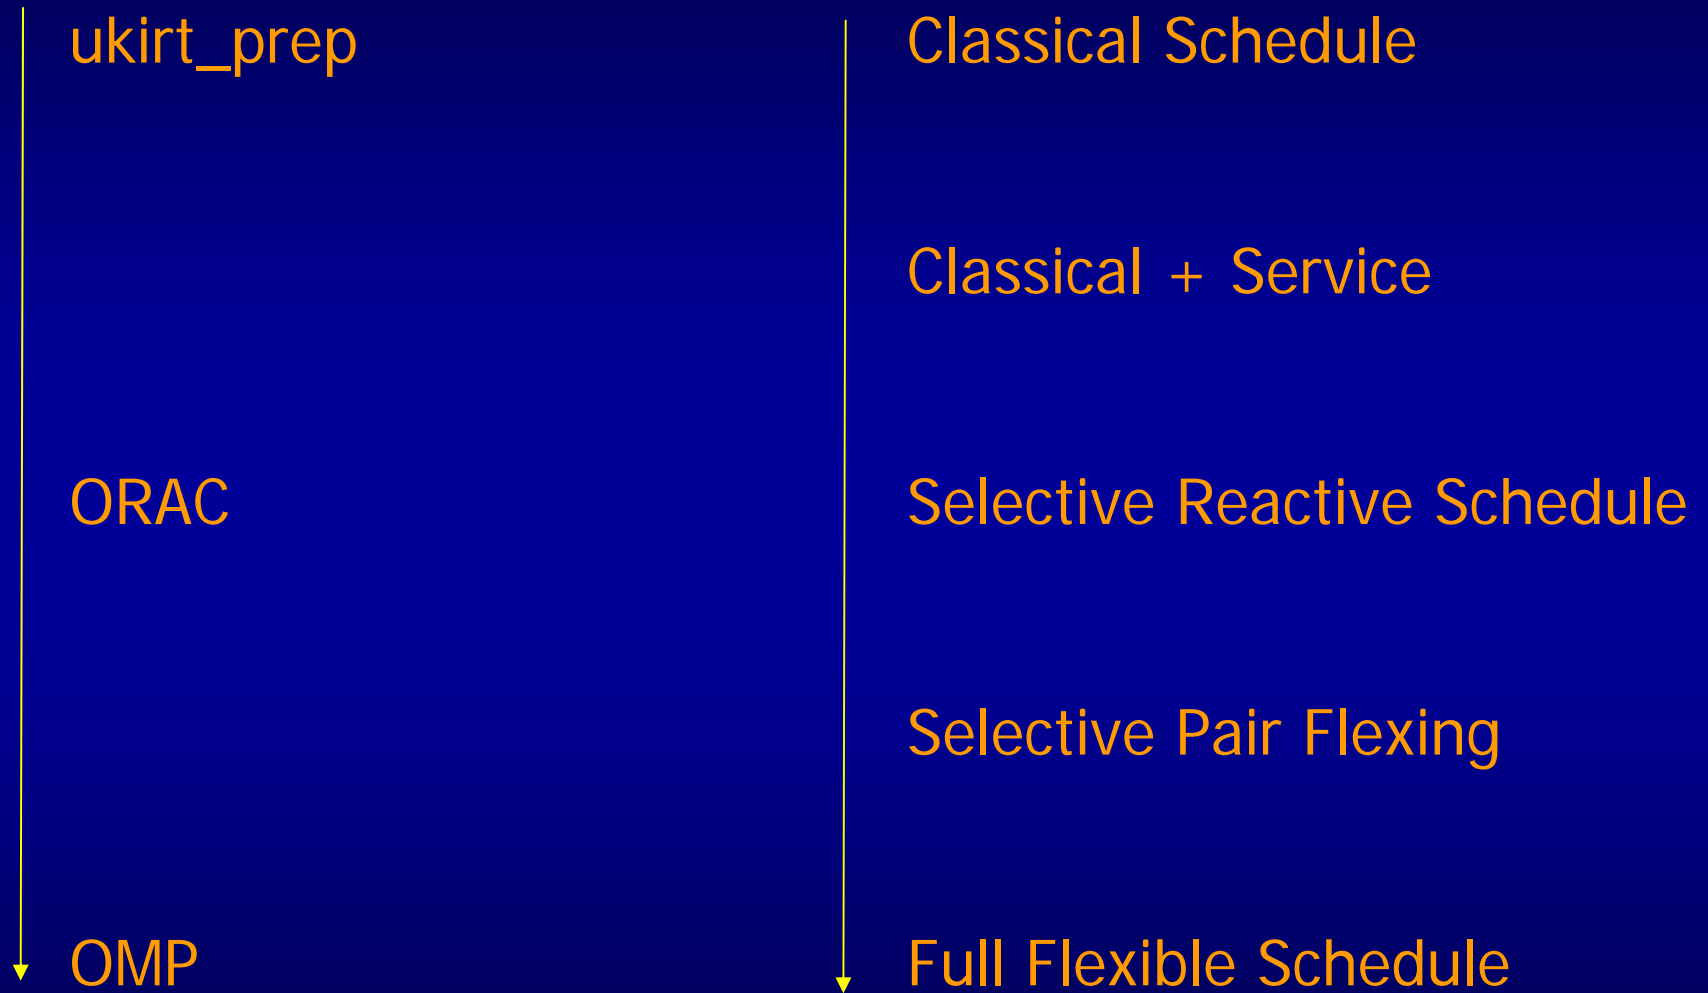 ukirt_prep
Classical Schedule
Classical + Service
ORAC
Selective Reactive Schedule
Selective Pair Flexing
OMP
Full Flexible Schedule